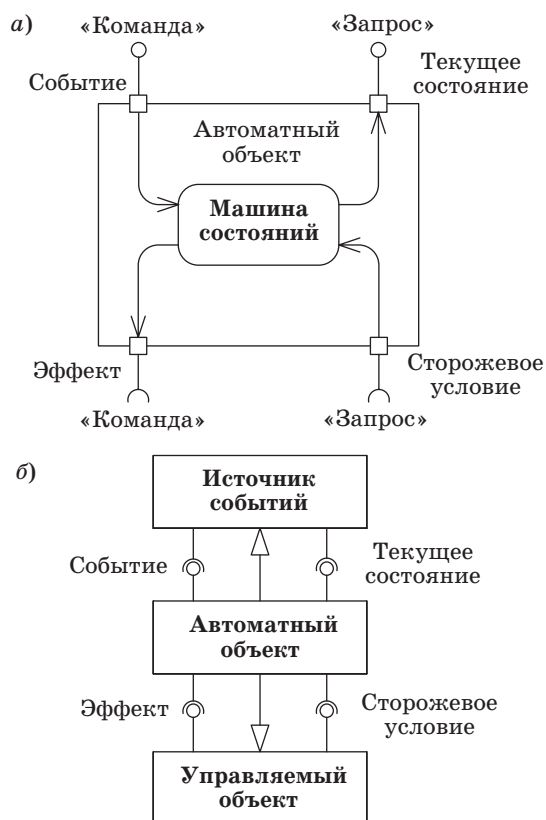 а)
«Команда»
«Запрос»
Событие
Текущее
состояние
Автоматный
объект
Машина
состояний
Эффект
Сторожевое
условие
«Команда»
«Запрос»
б)
Источник
событий
Событие
Текущее
состояние
Автоматный
объект
Эффект
Сторожевое
условие
Управляемый
объект